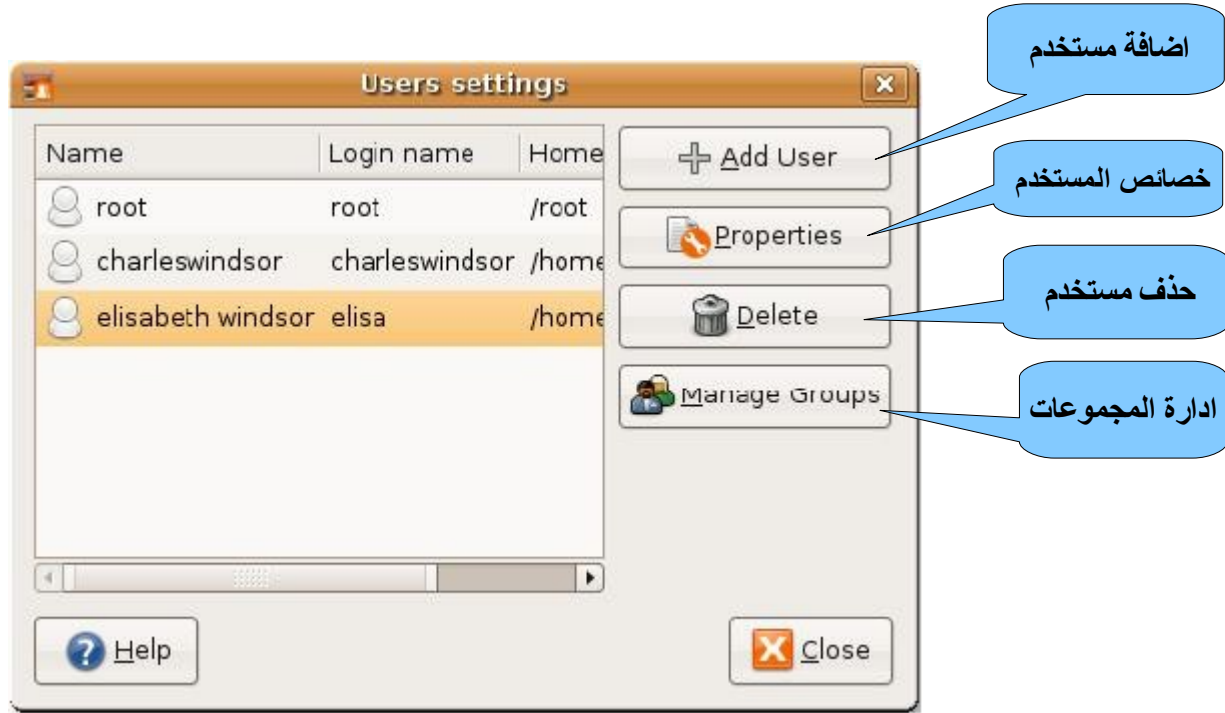 اضافة مستخدم
Users settings
Name Login name Home
root root /root
charleswindsor charleswindsor /home
elisabeth windsor elisa /home
Add User
خصائص المستخدم
Properties
حذف مستخدم
Delete
ادارة المجموعات
Manage Groups
Help
Close